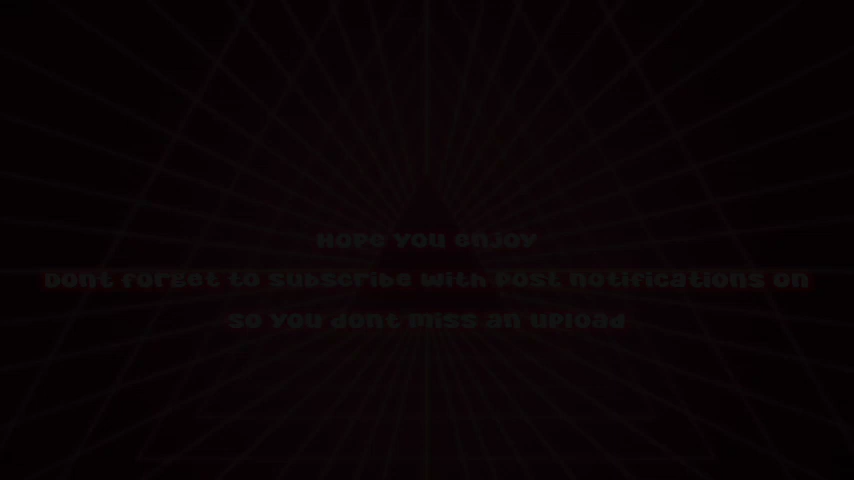 Hope you enjoy
Dont forget to subscribe with post notifications on
so you dont miss an upload